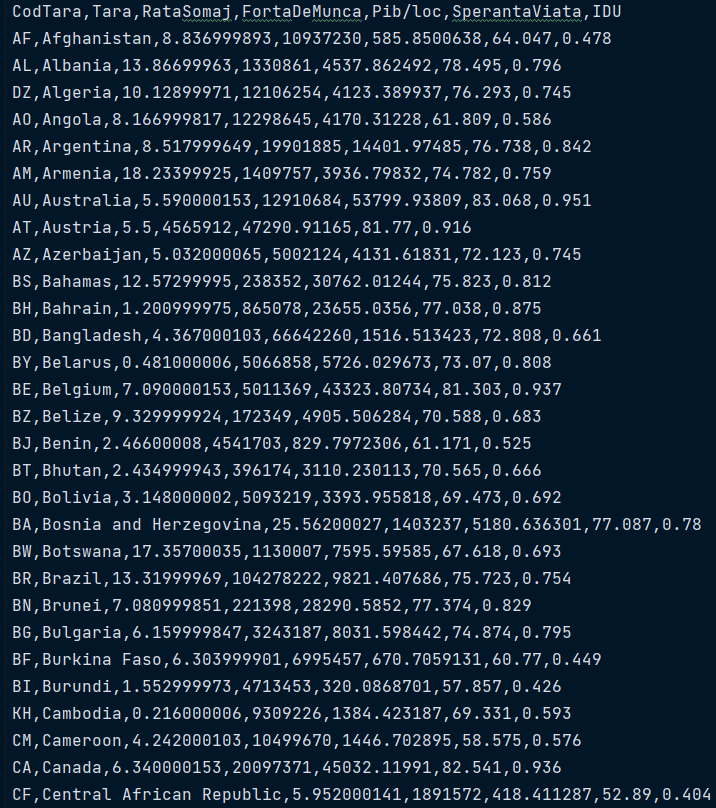 CodTara,Tara,RataSomaj,FortaDeMunca,Pib/loc,SperantaViata,IDU
AF,Afghanistan,8.836999893,10937230,585.8500638,64.047,0.478
AL,Albania,13.86699963,1330861,4537.862492,78.495,0.796
DZ,Algeria,10.12899971,12106254,4123.389937,76.293,0.745
AO,Angola,8.166999817,12298645,4170.31228,61.809,0.586
AR,Argentina,8.517999649,19901885,14401.97485,76.738,0.842
AM,Armenia,18.23399925,1409757,3936.79832,74.782,0.759
AU,Australia,5.590000153,12910684,53799.93809,83.068,0.951
AT,Austria,5.5,4565912,47290.91165,81.77,0.916
AZ,Azerbaijan,5.032000065,5002124,4131.61831,72.123,0.745
BS,Bahamas,12.57299995,238352,30762.01244,75.823,0.812
BH,Bahrain,1.200999975,865078,23655.0356,77.038,0.875
BD,Bangladesh,4.367000103,66642260,1516.513423,72.808,0.661
BY,Belarus,0.481000006,5066858,5726.029673,73.07,0.808
BE,Belgium,7.090000153,5011369,43323.80734,81.303,0.937
BZ,Belize,9.329999924,172349,4905.506284,70.588,0.683
BJ,Benin,2.46600008,4541703,829.7972306,61.171,0.525
BT,Bhutan,2.434999943,396174,3110.230113,70.565,0.666
BO,Bolivia,3.148000002,5093219,3393.955818,69.473,0.692
BA,Bosnia and Herzegovina,25.56200027,1403237,5180.636301,77.087,0.78
BW,Botswana,17.35700035,1130007,7595.59585,67.618,0.693
BR,Brazil,13.31999969,104278222,9821.407686,75.723,0.754
BN,Brunei,7.080999851,221398,28290.5852,77.374,0.829
BG,Bulgaria,6.159999847,3243187,8031.598442,74.874,0.795
BF,Burkina Faso,6.303999901,6995457,670.7059131,60.77,0.449
BI,Burundi,1.552999973,4713453,320.0868701,57.857,0.426
KH,Cambodia,0.216000006,9309226,1384.423187,69.331,0.593
CM,Cameroon,4.242000103,10499670,1446.702895,58.575,0.576
CA,Canada,6.340000153,20097371,45032.11991,82.541,0.936
CF,Central African Republic,5.952000141,1891572,418.411287,52.89,0.404